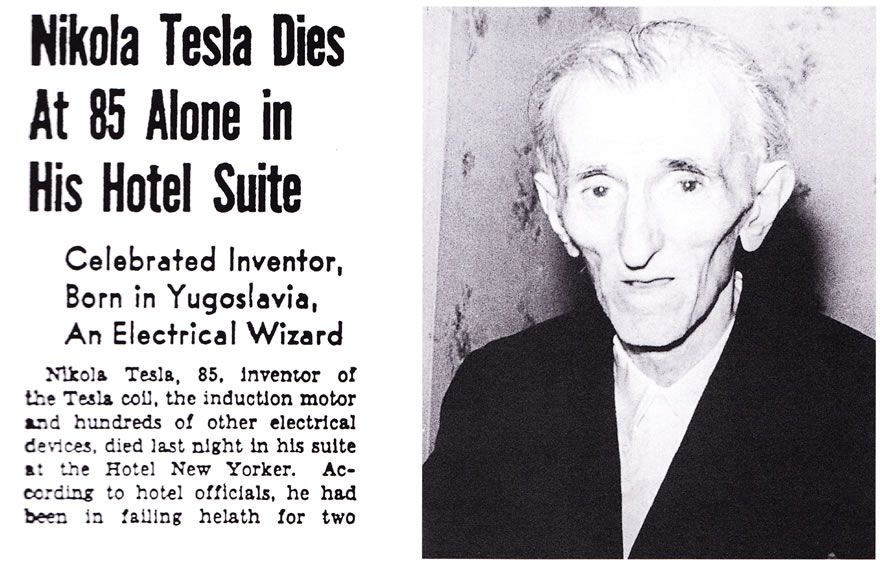 Nikola Tesla Dies
At 85 Alone in
His Hotel Suite
Celebrated Inventor,
Born in Yugoslavia,
An Electrical Wizard
Nikola Tesla, 85, inventor of
the Tesla coil, the induction motor
and hundreds of other electrical
devices, died last night in his suite
at the Hotel New Yorker. Ac-
cording to hotel officials, he had
been in failing helath for two